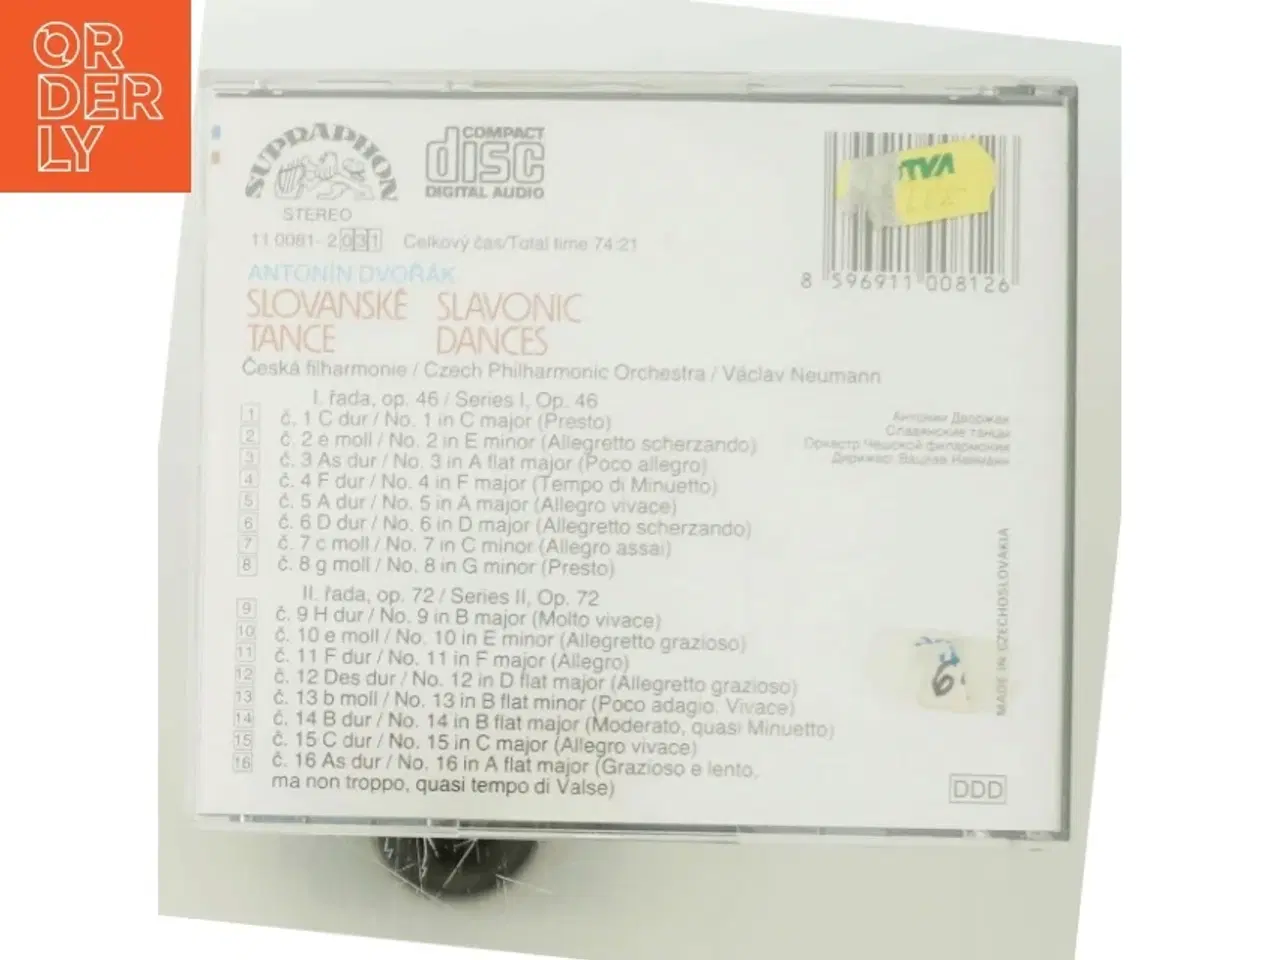 ORDERLY
SUPRAPHON
COMPACT
disc
DIGITAL AUDIO
STEREO
11 0081-2 031 Celkový čas/Total time 74:21
TVA
8 596911 008126
ANTONÍN DVOŘÁK
SLOVANSKÉ SLAVONIC
TANCE DANCES
Česká filharmonie / Czech Philharmonic Orchestra / Václav Neumann
I. řada, op. 46 / Series I, Op. 46
1 č. 1 C dur / No. 1 in C major (Presto)
2 č. 2 e moll / No. 2 in E minor (Allegretto scherzando)
3 č. 3 As dur / No. 3 in A flat major (Poco allegro)
4 č. 4 F dur / No. 4 in F major (Tempo di Minuetto)
5 č. 5 A dur / No. 5 in A major (Allegro vivace)
6 č. 6 D dur / No. 6 in D major (Allegretto scherzando)
7 č. 7 c moll / No. 7 in C minor (Allegro assai)
8 č. 8 g moll / No. 8 in G minor (Presto)
II. řada, op. 72 / Series II, Op. 72
9 č. 9 H dur / No. 9 in B major (Molto vivace)
10 č. 10 e moll / No. 10 in E minor (Allegretto grazioso)
11 č. 11 F dur / No. 11 in F major (Allegro)
12 č. 12 Des dur / No. 12 in D flat major (Allegretto grazioso)
13 č. 13 b moll / No. 13 in B flat minor (Poco adagio. Vivace)
14 č. 14 B dur / No. 14 in B flat major (Moderato, quasi Minuetto)
15 č. 15 C dur / No. 15 in C major (Allegro vivace)
16 č. 16 As dur / No. 16 in A flat major (Grazioso e lento,
ma non troppo, quasi tempo di Valse)
Антонин Дворжак
Славянские танцы
Оркестр Чешской филармонии
Дирижер: Вацлав Нейманн
MADE IN CZECHOSLOVAKIA
6
DDD